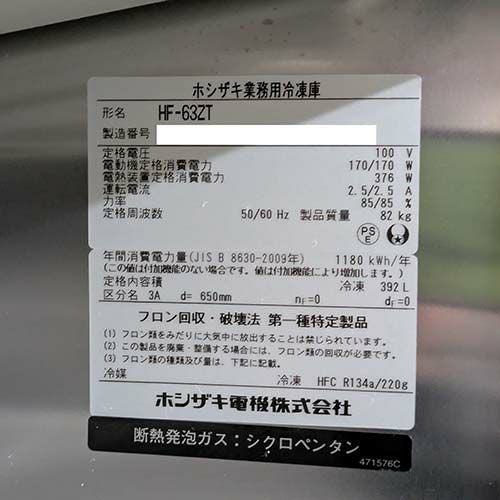 ホシザキ業務用冷凍庫
形名 HF-63ZT
製造番号
定格電圧 100 V
電動機定格消費電力 170/170 W
電熱装置定格消費電力 376 W
運転電流 2.5/2.5 A
力率 85/85 %
定格周波数 50/60 Hz 製品質量 82 kg
PSE
年間消費電力量(JIS B 8630-2009年) 1180 kWh/年
(この値は付加機能のない場合です。値は付加機能により増加します。)
定格内容積 冷凍 392 L
区分名 3A d= 650mm nF=0 dF=0
フロン回収・破壊法 第一種特定製品
(1) フロン類をみだりに大気中に放出することは禁じられています。
(2) この製品を廃棄・整備する場合には、フロン類の回収が必要です。
(3) フロン類の種類及び量は、下記に記載。
冷媒 冷凍 HFC R134a/220g
ホシザキ電機株式会社
断熱発泡ガス:シクロペンタン
471576C